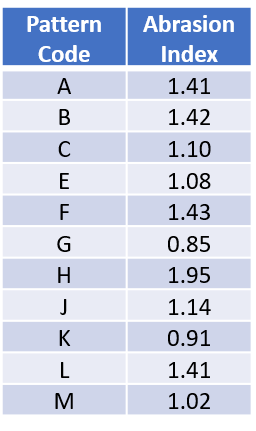 Pattern Code Abrasion Index
A 1.41
B 1.42
C 1.10
E 1.08
F 1.43
G 0.85
H 1.95
J 1.14
K 0.91
L 1.41
M 1.02